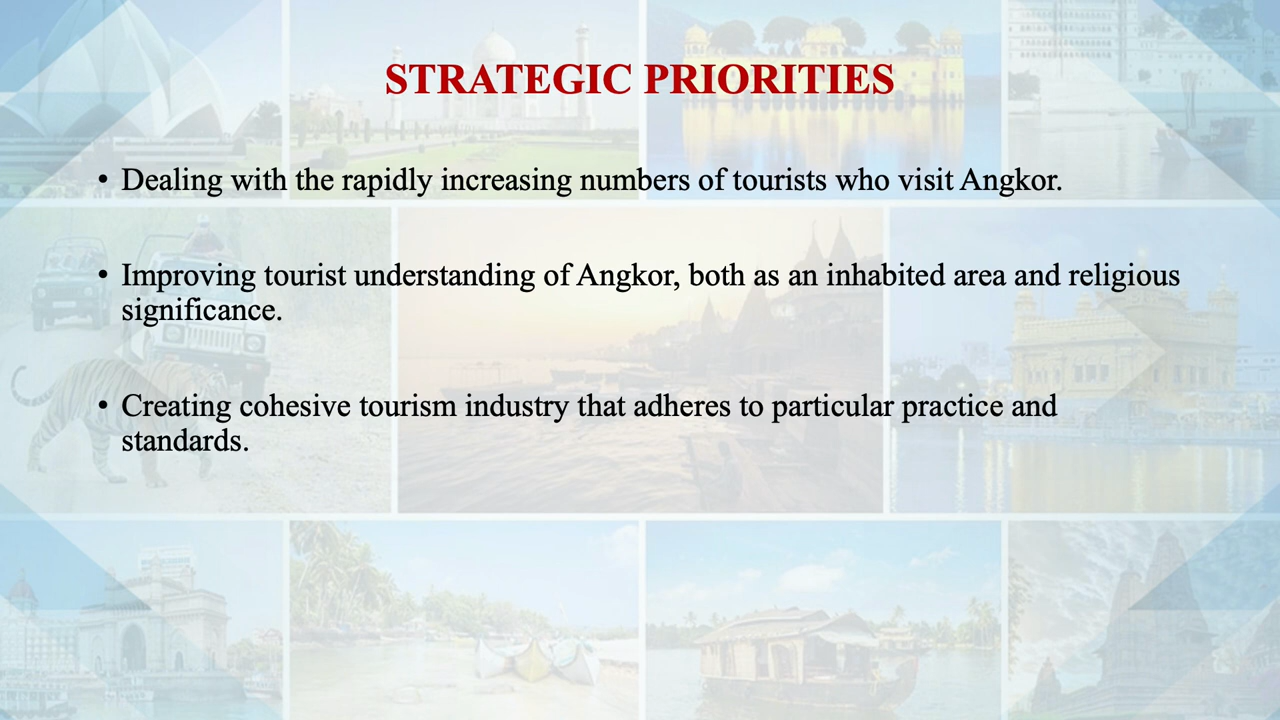 STRATEGIC PRIORITIES
• Dealing with the rapidly increasing numbers of tourists who visit Angkor.
• Improving tourist understanding of Angkor, both as an inhabited area and religious
significance.
• Creating cohesive tourism industry that adheres to particular practice and
standards.